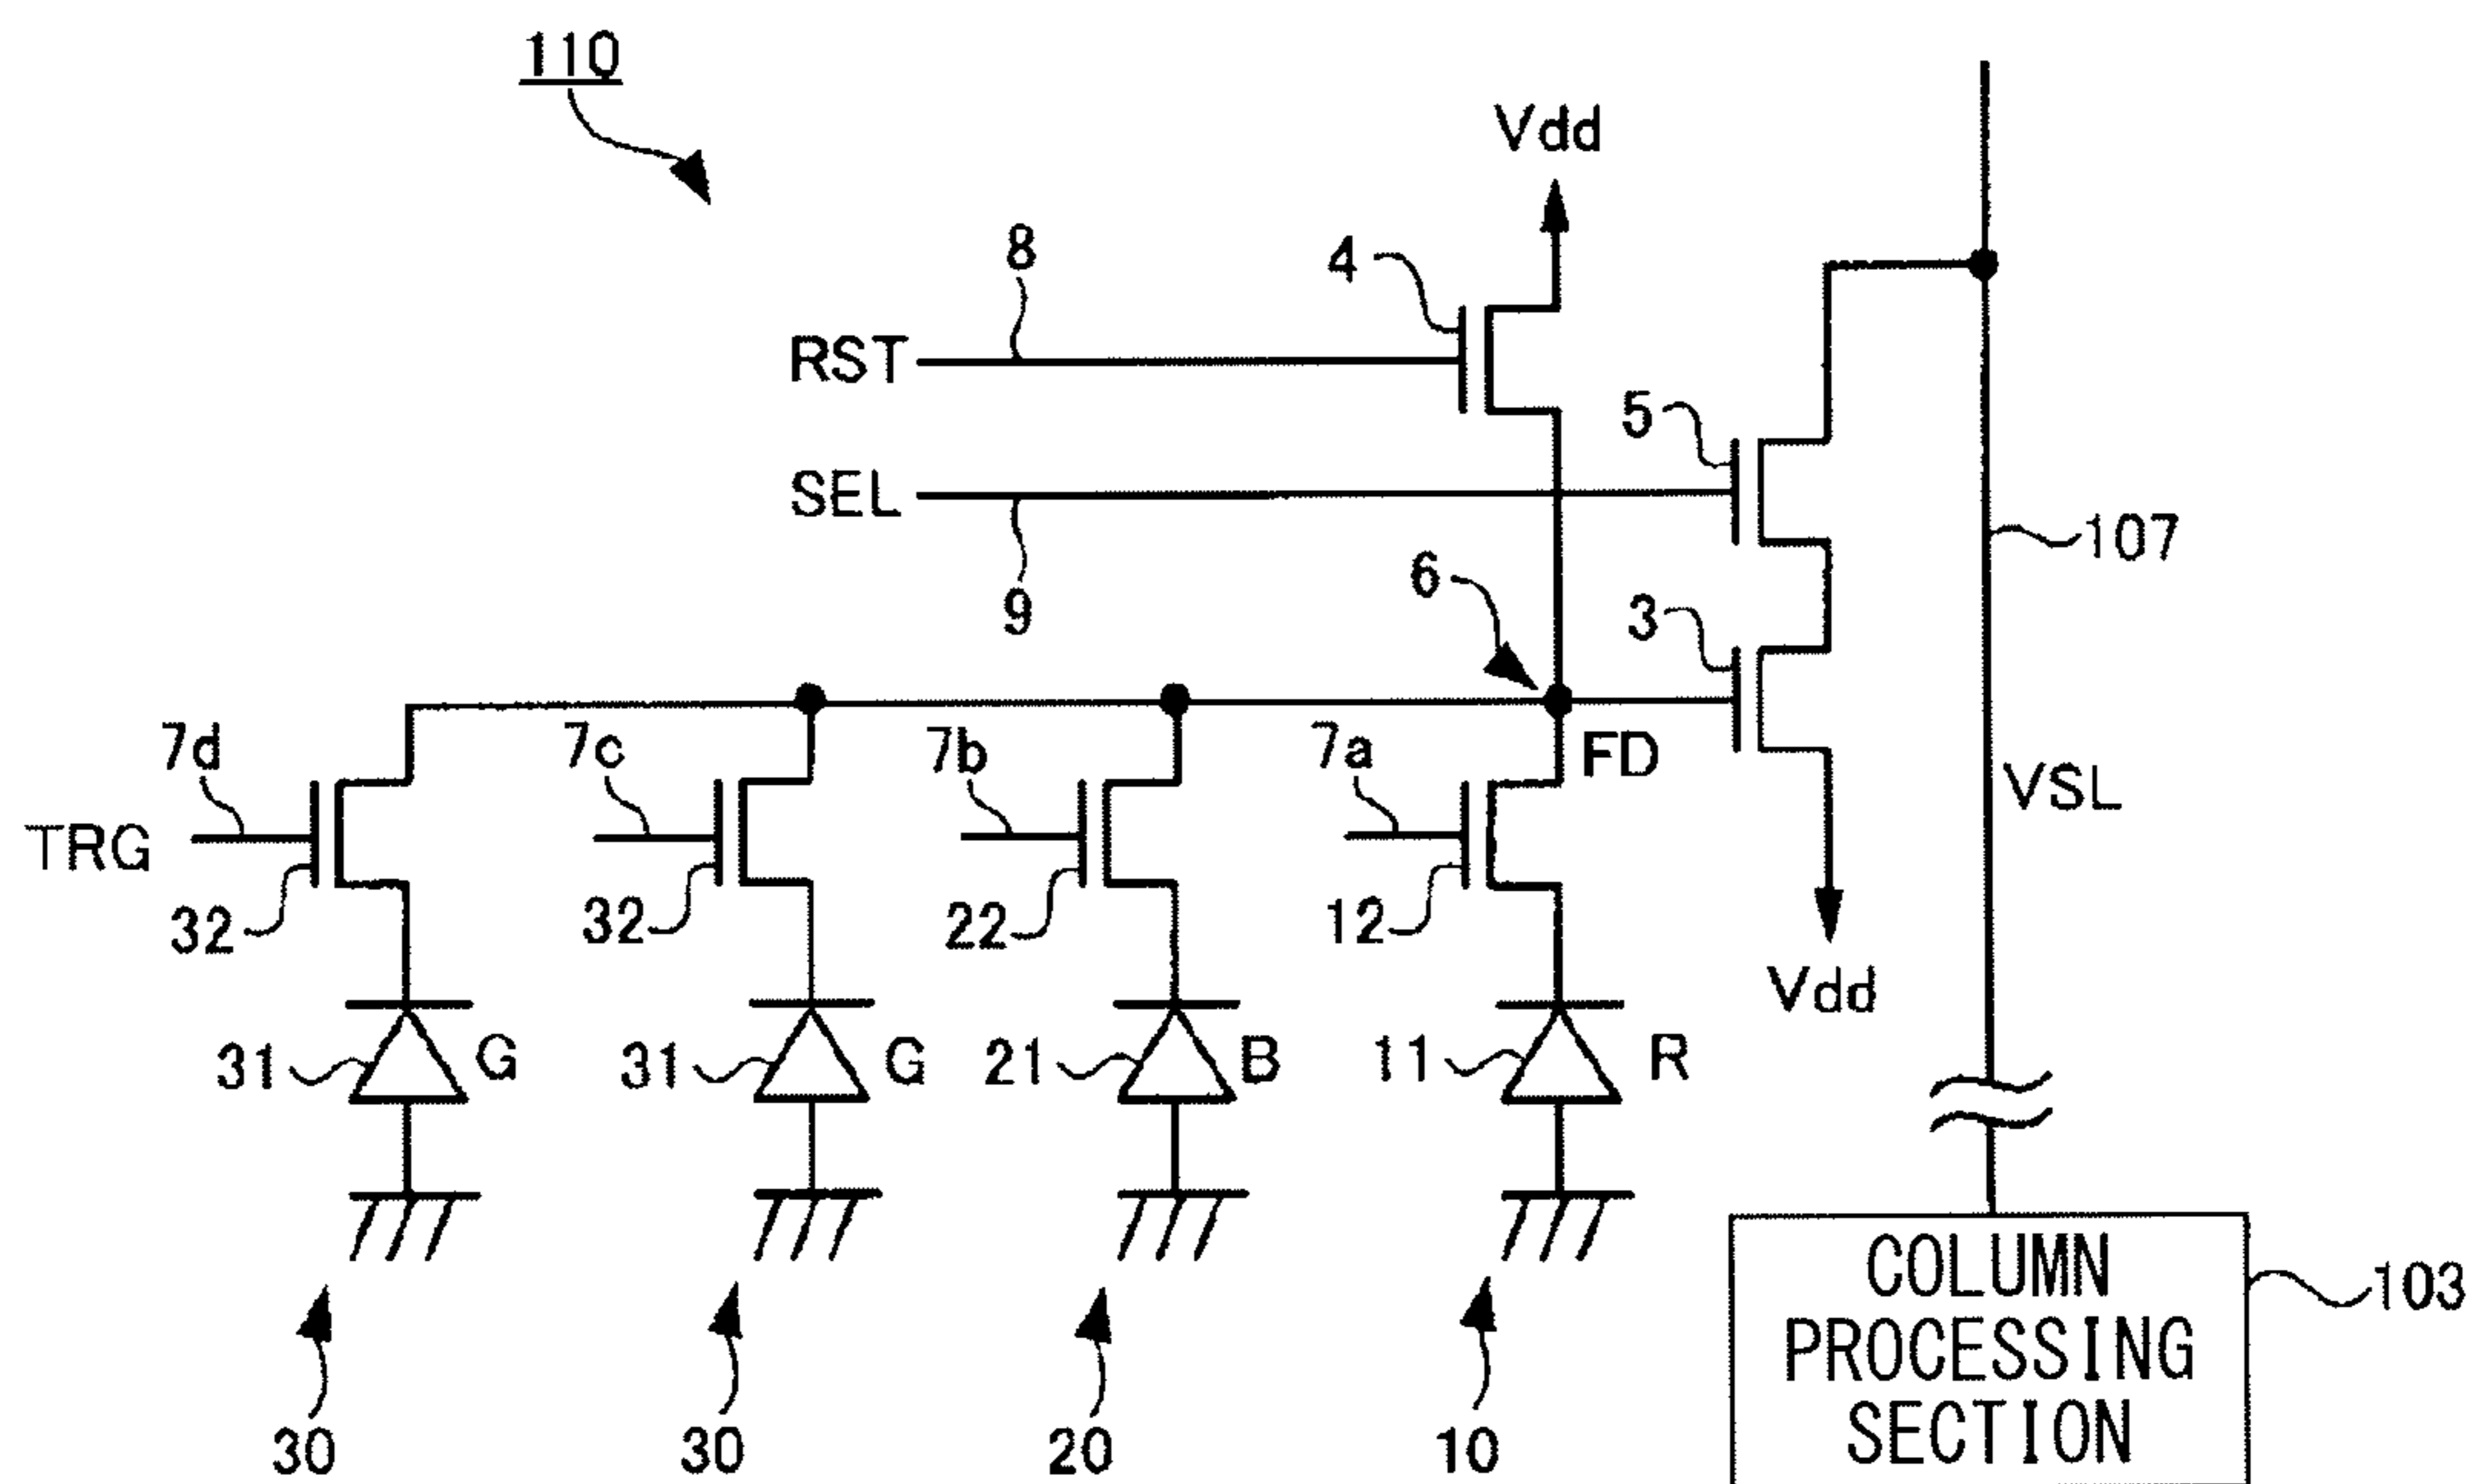 110
Vdd
8
4
RST
5
SEL
107
6
9
3
7d
7c
7b
7a
FD
VSL
TRG
32
32
22
12
Vdd
31
G
31
G
21
B
11
R
COLUMN
PROCESSING
SECTION
103
30
30
20
10